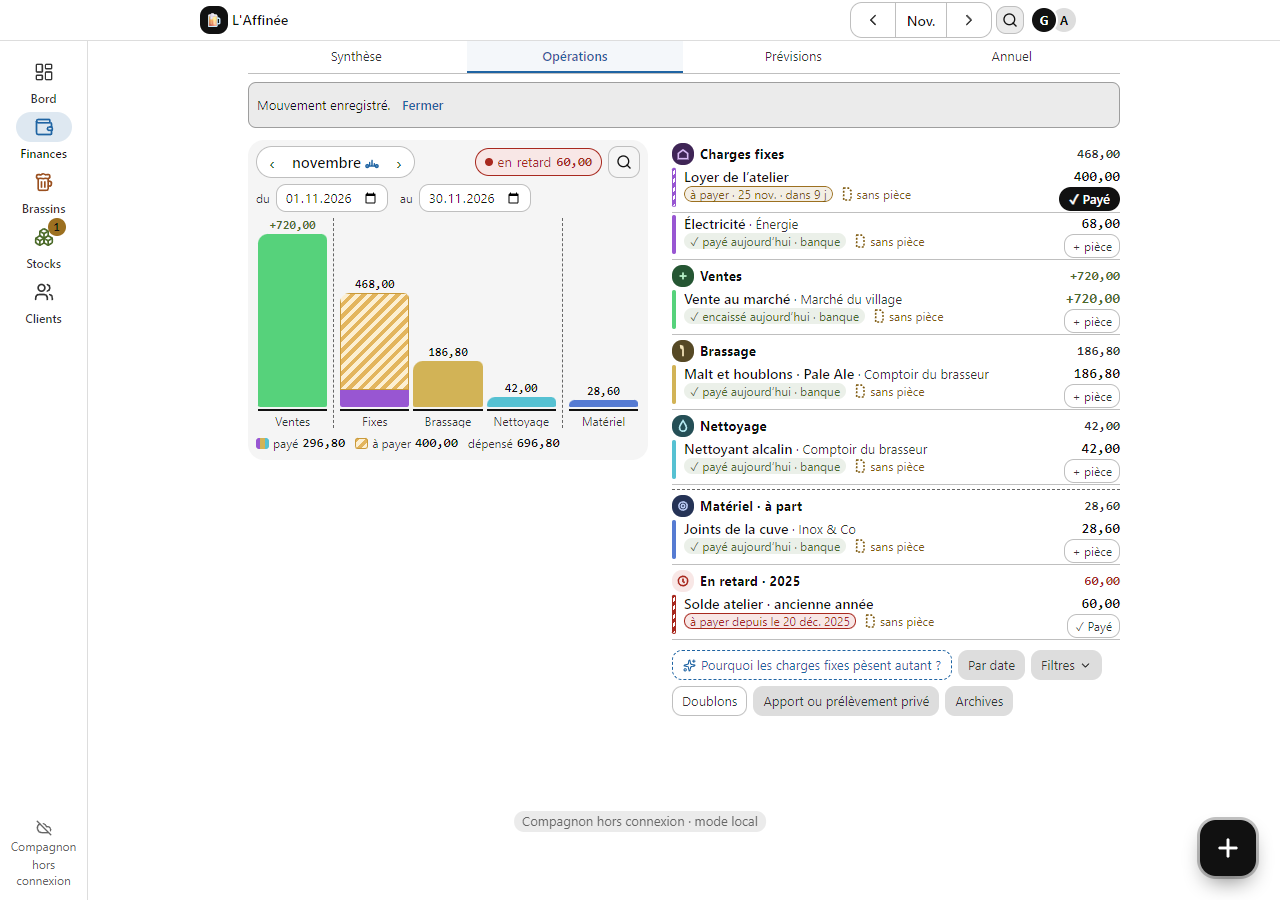 L'Affinée
Nov.
G A
Bord
Finances
Brassins
1
Stocks
Clients
Compagnon
hors
connexion
Synthèse Opérations Prévisions Annuel
Mouvement enregistré. Fermer
novembre
en retard 60,00
du 01.11.2026 au 30.11.2026
+720,00
468,00
186,80
42,00
28,60
Ventes Fixes Brassage Nettoyage Matériel
payé 296,80 à payer 400,00 dépensé 696,80
Charges fixes 468,00
Loyer de l’atelier 400,00
à payer · 25 nov. · dans 9 j sans pièce ✓ Payé
Électricité · Énergie 68,00
✓ payé aujourd’hui · banque sans pièce + pièce
Ventes +720,00
Vente au marché · Marché du village +720,00
✓ encaissé aujourd’hui · banque sans pièce + pièce
Brassage 186,80
Malt et houblons · Pale Ale · Comptoir du brasseur 186,80
✓ payé aujourd’hui · banque sans pièce + pièce
Nettoyage 42,00
Nettoyant alcalin · Comptoir du brasseur 42,00
✓ payé aujourd’hui · banque sans pièce + pièce
Matériel · à part 28,60
Joints de la cuve · Inox & Co 28,60
✓ payé aujourd’hui · banque sans pièce + pièce
En retard · 2025 60,00
Solde atelier · ancienne année 60,00
à payer depuis le 20 déc. 2025 sans pièce ✓ Payé
Pourquoi les charges fixes pèsent autant ? Par date Filtres
Doublons Apport ou prélèvement privé Archives
Compagnon hors connexion · mode local